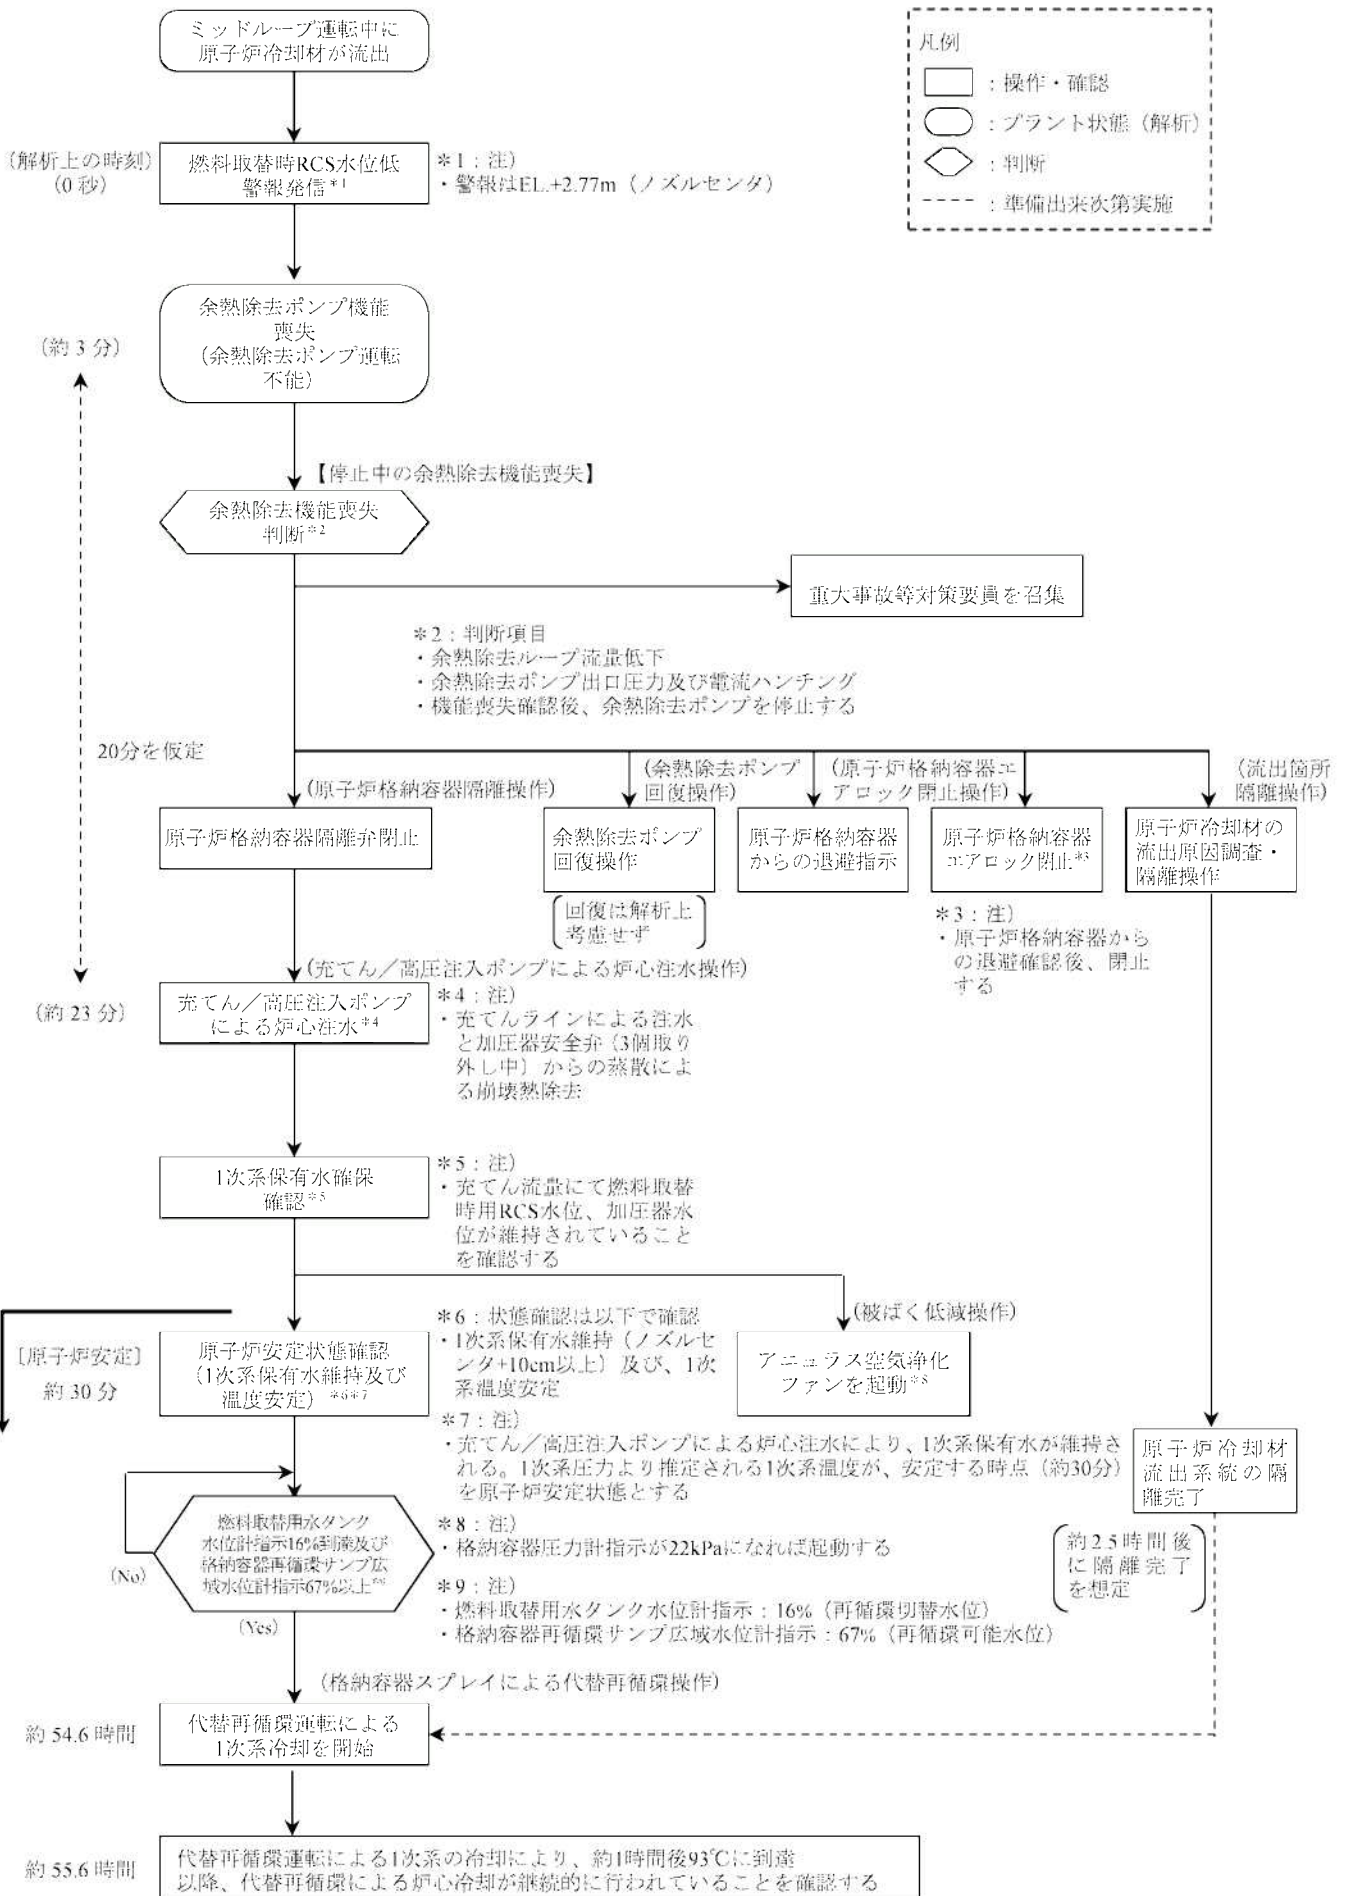 ミッドループ運転中に
原子炉冷却材が流出
凡例
：操作・確認
：プラント状態（解析）
：判断
：準備出来次第実施
（解析上の時刻）
（0 秒）
燃料取替時RCS水位低
警報発信＊1
＊1：注）
・警報はEL.+2.77m（ノズルセンタ）
余熱除去ポンプ機能
喪失
（余熱除去ポンプ運転
不能）
（約 3 分）
【停止中の余熱除去機能喪失】
余熱除去機能喪失
判断＊2
重大事故等対策要員を召集
＊2：判断項目
・余熱除去ループ流量低下
・余熱除去ポンプ出口圧力及び電流ハンチング
・機能喪失確認後、余熱除去ポンプを停止する
20分を仮定
（原子炉格納容器隔離操作）
（余熱除去ポンプ
回復操作）
（原子炉格納容器エ
アロック閉止操作）
（流出箇所
隔離操作）
原子炉格納容器隔離弁閉止
余熱除去ポンプ
回復操作
原子炉格納容器
からの退避指示
原子炉格納容器
エアロック閉止＊3
原子炉冷却材の
流出原因調査・
隔離操作
回復は解析上
考慮せず
＊3：注）
・原子炉格納容器から
の退避確認後、閉止
する
（充てん／高圧注入ポンプによる炉心注水操作）
（約 23 分）
充てん／高圧注入ポンプ
による炉心注水＊4
＊4：注）
・充てんラインによる注水
と加圧器安全弁（3個取り
外し中）からの蒸散によ
る崩壊熱除去
1次系保有水確保
確認＊5
＊5：注）
・充てん流量にて燃料取替
時用RCS水位、加圧器水
位が維持されていること
を確認する
〔原子炉安定〕
約 30 分
原子炉安定状態確認
（1次系保有水維持及び
温度安定）＊6＊7
＊6：状態確認は以下で確認
・1次系保有水維持（ノズルセ
ンタ+10cm以上）及び、1次
系温度安定
（被ばく低減操作）
アニュラス空気浄化
ファンを起動＊8
＊7：注）
・充てん／高圧注入ポンプによる炉心注水により、1次系保有水が維持さ
れる。1次系圧力より推定される1次系温度が、安定する時点（約30分）
を原子炉安定状態とする
原子炉冷却材
流出系統の隔
離完了
燃料取替用水タンク
水位計指示16%到達及び
格納容器再循環サンプ広
域水位計指示67%以上＊9
（No）
（Yes）
＊8：注）
・格納容器圧力計指示が22kPaになれば起動する
＊9：注）
・燃料取替用水タンク水位計指示：16%（再循環切替水位）
・格納容器再循環サンプ広域水位計指示：67%（再循環可能水位）
約2.5時間後
に隔離完了
を想定
（格納容器スプレイによる代替再循環操作）
約 54.6 時間
代替再循環運転による
1次系冷却を開始
約 55.6 時間
代替再循環運転による1次系の冷却により、約1時間後93℃に到達
以降、代替再循環による炉心冷却が継続的に行われていることを確認する